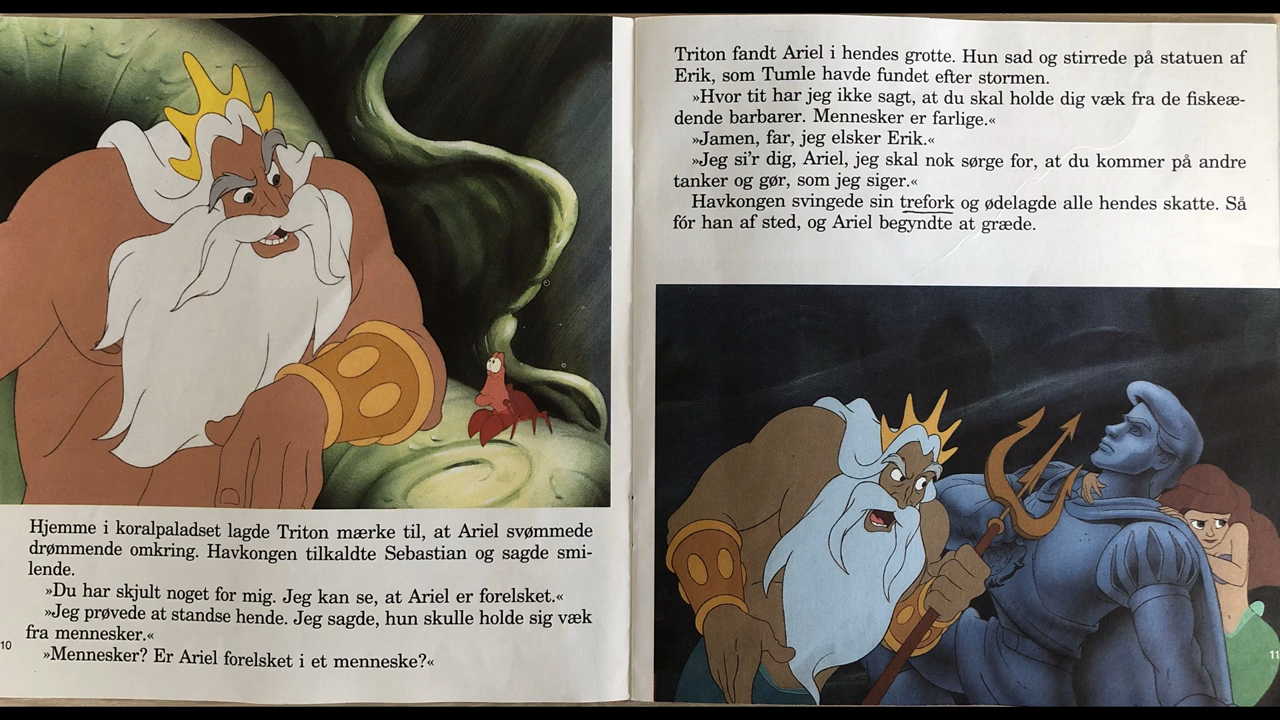 Hjemme i koralpaladset lagde Triton mærke til, at Ariel svømmede
drømmende omkring. Havkongen tilkaldte Sebastian og sagde smi-
lende.
»Du har skjult noget for mig. Jeg kan se, at Ariel er forelsket.«
»Jeg prøvede at standse hende. Jeg sagde, hun skulle holde sig væk
fra mennesker.«
»Mennesker? Er Ariel forelsket i et menneske?«
10
Triton fandt Ariel i hendes grotte. Hun sad og stirrede på statuen af
Erik, som Tumle havde fundet efter stormen.
»Hvor tit har jeg ikke sagt, at du skal holde dig væk fra de fiskeæ-
dende barbarer. Mennesker er farlige.«
»Jamen, far, jeg elsker Erik.«
»Jeg si'r dig, Ariel, jeg skal nok sørge for, at du kommer på andre
tanker og gør, som jeg siger.«
Havkongen svingede sin trefork og ødelagde alle hendes skatte. Så
fór han af sted, og Ariel begyndte at græde.
11